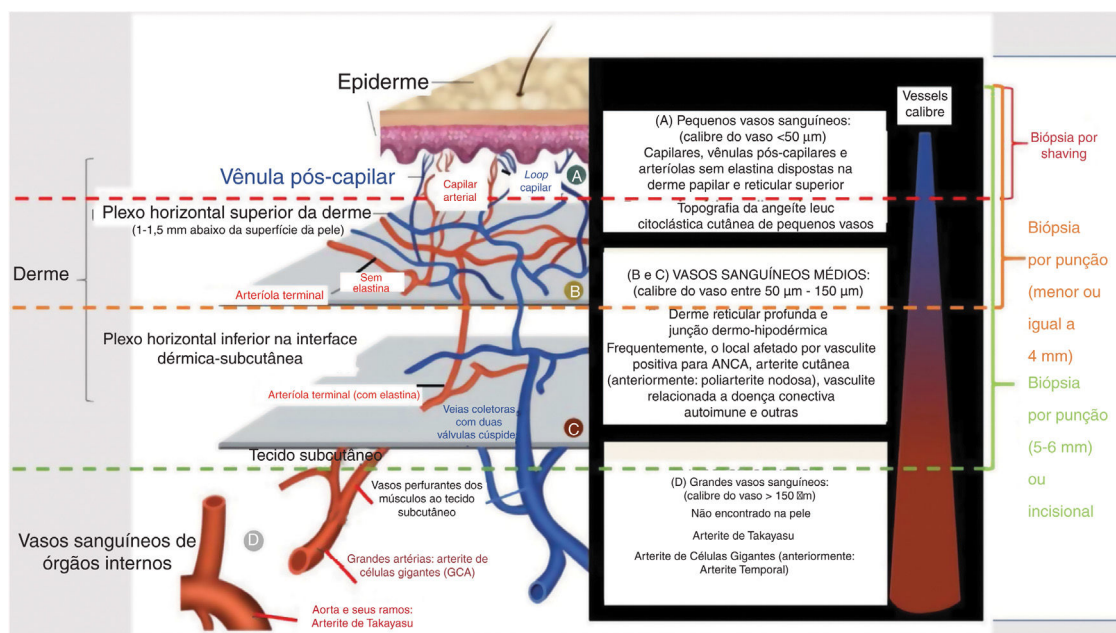 Epiderme
Vênula pós-capilar
Capilar
arterial
Loop
capilar
A
Plexo horizontal superior da derme
(1-1,5 mm abaixo da superfície da pele)
Derme
Sem
elastina
Arteríola terminal
B
Plexo horizontal inferior na interface
dérmica-subcutânea
Arteríola terminal (com elastina)
Veias coletoras
com duas
válvulas cúspide
C
Tecido subcutâneo
Vasos perfurantes dos
músculos ao tecido
subcutâneo
Vasos sanguíneos de
órgãos internos
D
Grandes artérias: arterite de
células gigantes (GCA)
Aorta e seus ramos:
Arterite de Takayasu
(A) Pequenos vasos sanguíneos:
(calibre do vaso <50 µm)
Capilares, vênulas pós-capilares e
arteríolas sem elastina dispostas na
derme papilar e reticular superior
Topografia da angeíte leuc
citoclástica cutânea de pequenos vasos
(B e C) VASOS SANGUÍNEOS MÉDIOS:
(calibre do vaso entre 50 µm - 150 µm)
Derme reticular profunda e
junção dermo-hipodérmica
Frequentemente, o local afetado por vasculite
positiva para ANCA, arterite cutânea
(anteriormente: poliarterite nodosa), vasculite
relacionada a doença conectiva
autoimune e outras
(D) Grandes vasos sanguíneos:
(calibre do vaso > 150 m)
Não encontrado na pele
Arterite de Takayasu
Arterite de Células Gigantes (anteriormente:
Arterite Temporal)
Vessels
calibre
Biópsia por
shaving
Biópsia
por punção
(menor ou
igual a
4 mm)
Biópsia
por punção
(5-6 mm)
ou
incisional